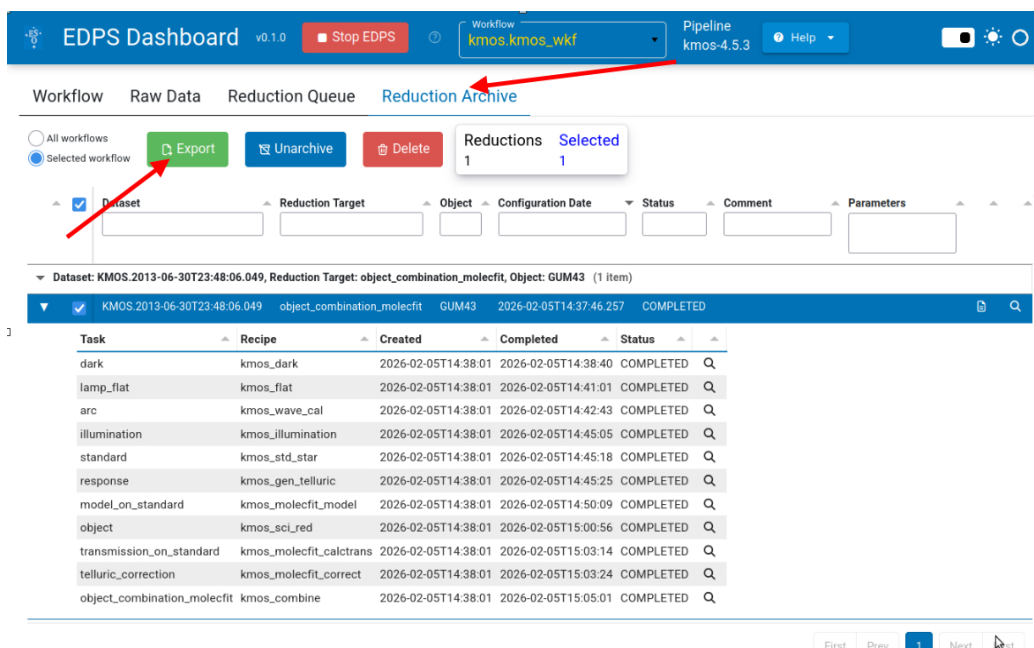 EDPS Dashboard v0.1.0 Stop EDPS Workflow kmos.kmos_wkf Pipeline kmos-4.5.3 Help
Workflow Raw Data Reduction Queue Reduction Archive
All workflows
Selected workflow
Export Unarchive Delete
Reductions Selected
1 1
Dataset Reduction Target Object Configuration Date Status Comment Parameters
Dataset: KMOS.2013-06-30T23:48:06.049, Reduction Target: object_combination_molecfit, Object: GUM43 (1 item)
KMOS.2013-06-30T23:48:06.049 object_combination_molecfit GUM43 2026-02-05T14:37:46.257 COMPLETED
Task Recipe Created Completed Status
dark kmos_dark 2026-02-05T14:38:01 2026-02-05T14:38:40 COMPLETED
lamp_flat kmos_flat 2026-02-05T14:38:01 2026-02-05T14:41:01 COMPLETED
arc kmos_wave_cal 2026-02-05T14:38:01 2026-02-05T14:42:43 COMPLETED
illumination kmos_illumination 2026-02-05T14:38:01 2026-02-05T14:45:05 COMPLETED
standard kmos_std_star 2026-02-05T14:38:01 2026-02-05T14:45:18 COMPLETED
response kmos_gen_telluric 2026-02-05T14:38:01 2026-02-05T14:45:25 COMPLETED
model_on_standard kmos_molecfit_model 2026-02-05T14:38:01 2026-02-05T14:50:09 COMPLETED
object kmos_sci_red 2026-02-05T14:38:01 2026-02-05T15:00:56 COMPLETED
transmission_on_standard kmos_molecfit_calctrans 2026-02-05T14:38:01 2026-02-05T15:03:14 COMPLETED
telluric_correction kmos_molecfit_correct 2026-02-05T14:38:01 2026-02-05T15:03:24 COMPLETED
object_combination_molecfit kmos_combine 2026-02-05T14:38:01 2026-02-05T15:05:01 COMPLETED
First Prev 1 Next